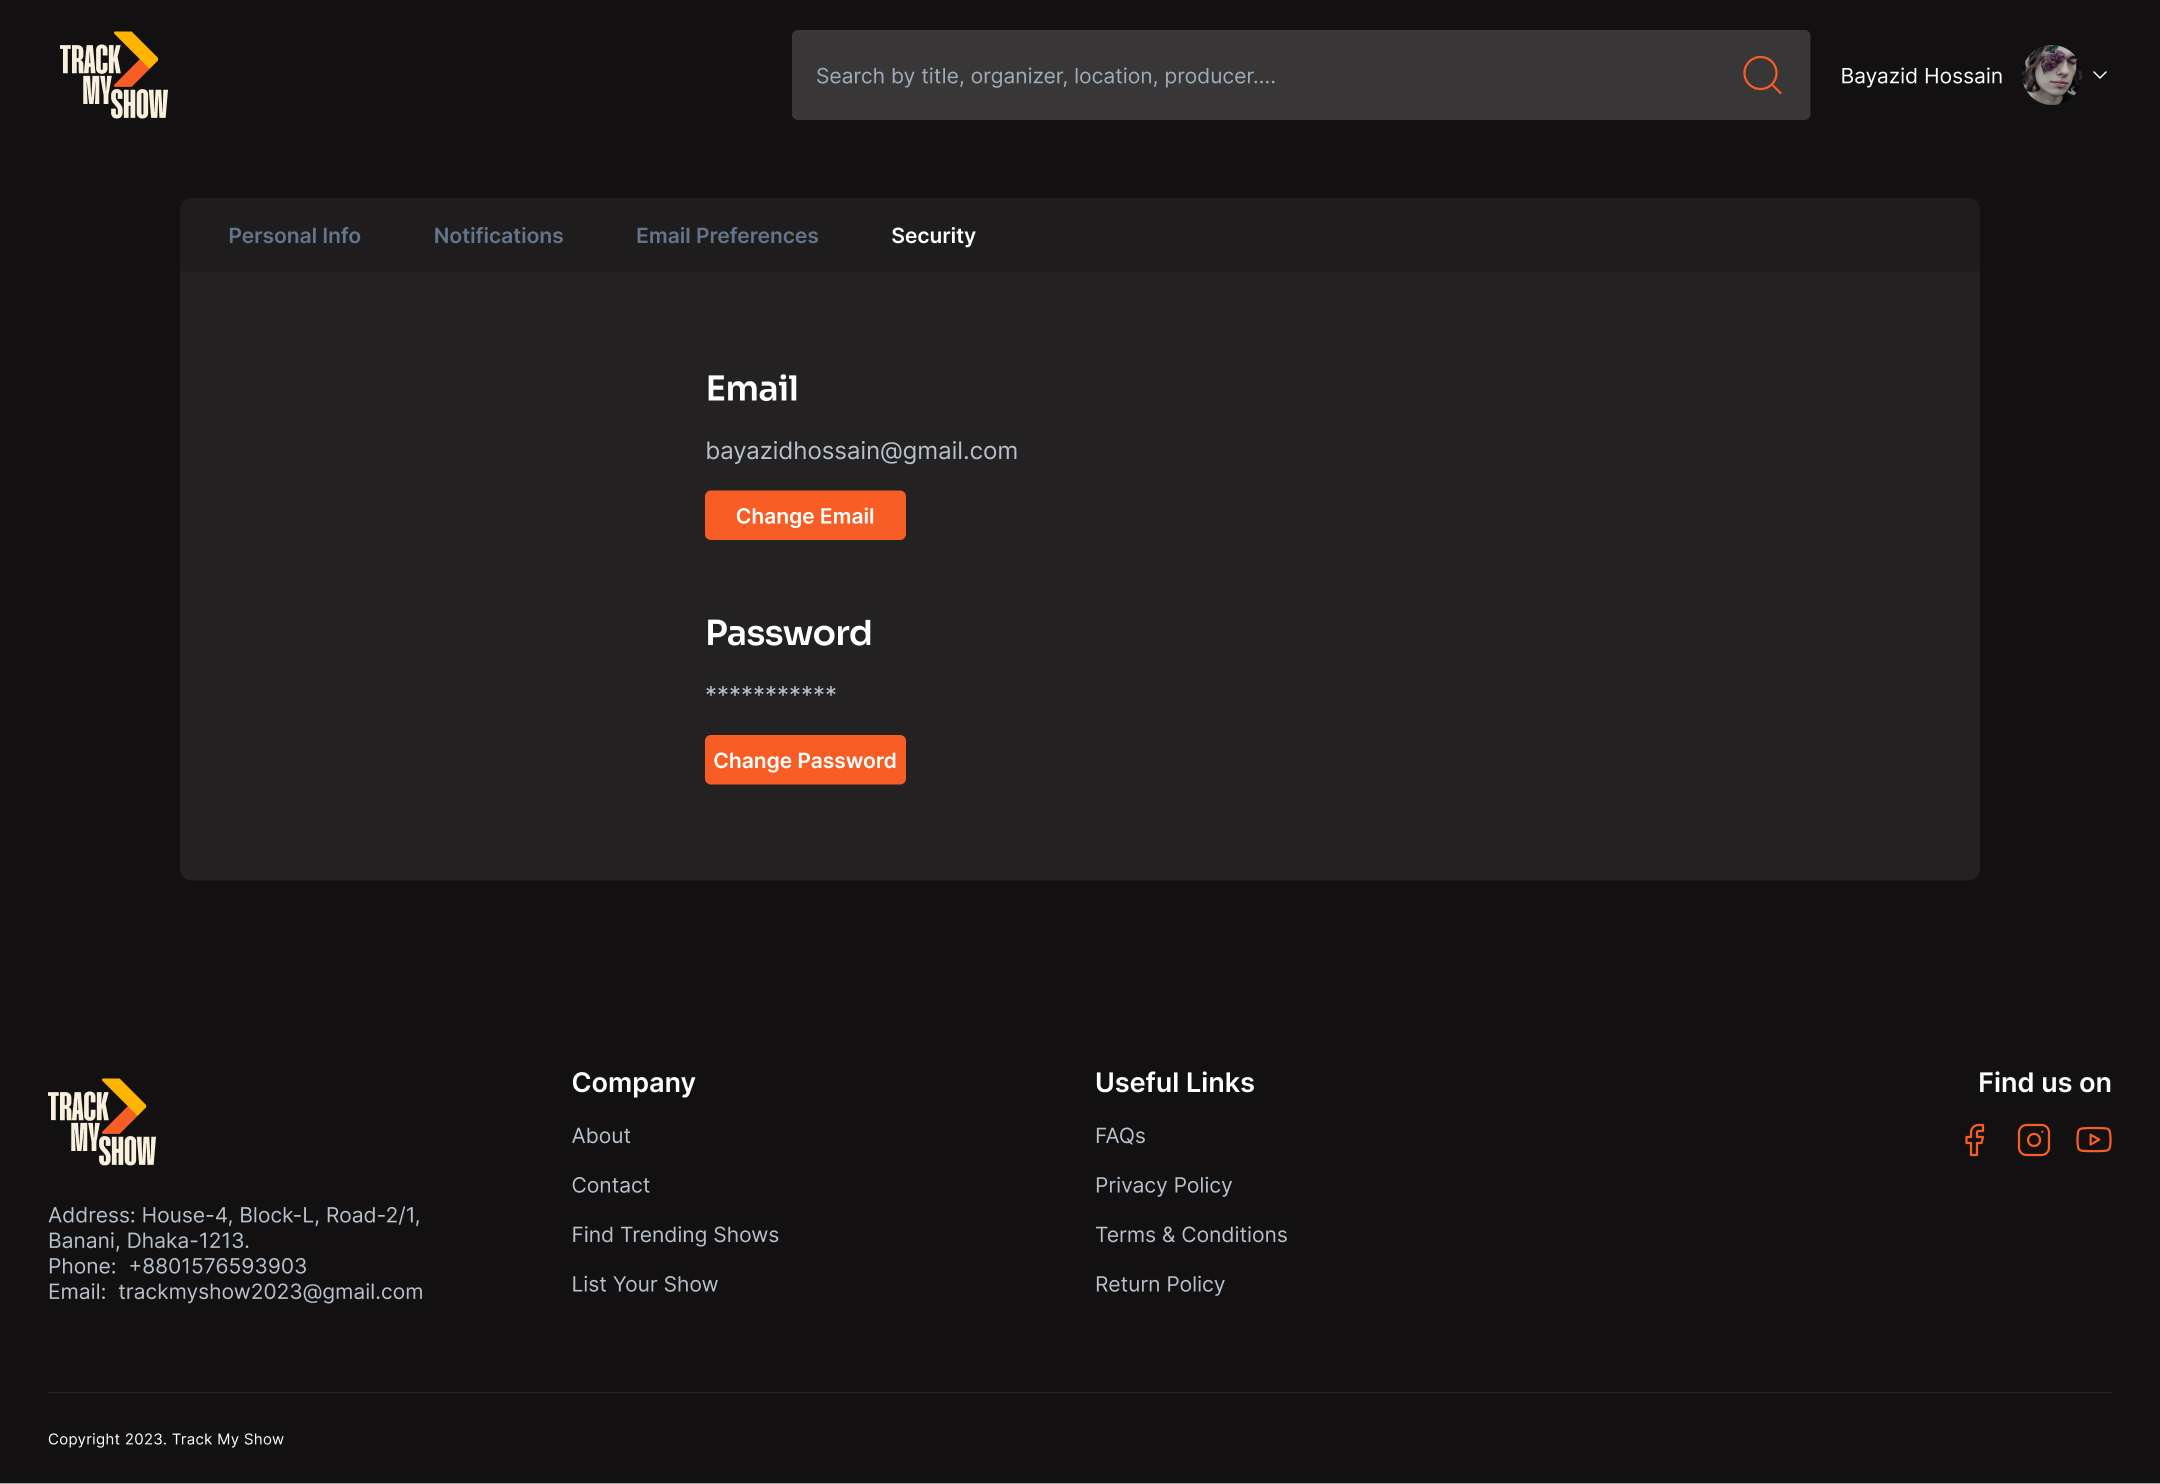 TRACK
MY
SHOW
Search by title, organizer, location, producer....
Bayazid Hossain
Personal Info
Notifications
Email Preferences
Security
Email
bayazidhossain@gmail.com
Change Email
Password
***********
Change Password
TRACK
MY
SHOW
Address: House-4, Block-L, Road-2/1,
Banani, Dhaka-1213.
Phone:  +8801576593903
Email:  trackmyshow2023@gmail.com
Company
About
Contact
Find Trending Shows
List Your Show
Useful Links
FAQs
Privacy Policy
Terms & Conditions
Return Policy
Find us on
Copyright 2023. Track My Show